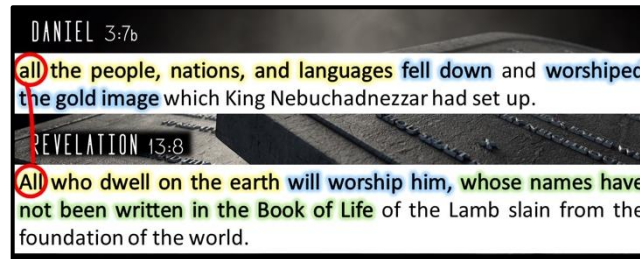 DANIEL 3:7b
all the people, nations, and languages fell down and worshiped
the gold image which King Nebuchadnezzar had set up.
REVELATION 13:8
All who dwell on the earth will worship him, whose names have
not been written in the Book of Life of the Lamb slain from the
foundation of the world.